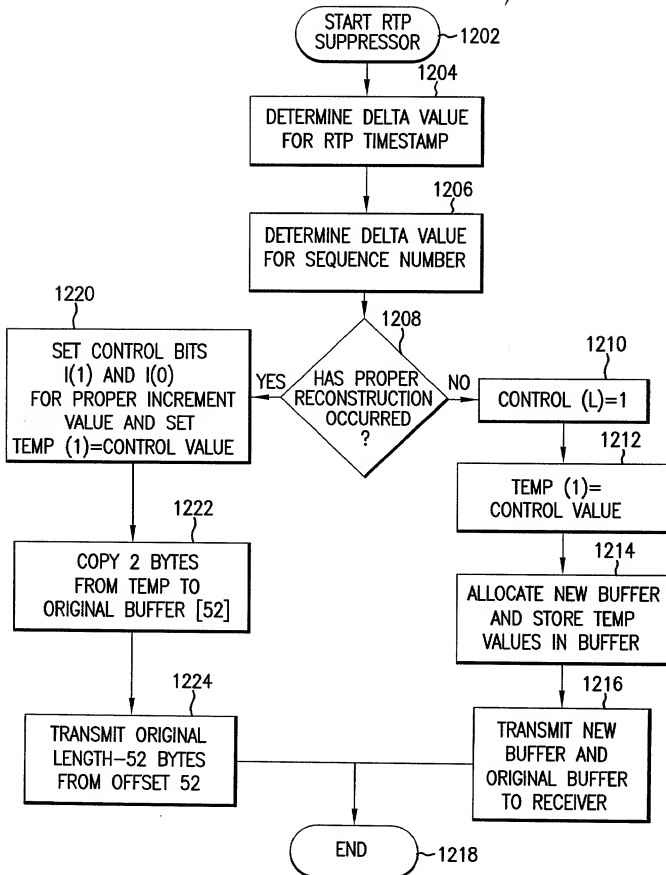 START RTP
SUPPRESSOR
1202
1204
DETERMINE DELTA VALUE
FOR RTP TIMESTAMP
1206
DETERMINE DELTA VALUE
FOR SEQUENCE NUMBER
1208
HAS PROPER
RECONSTRUCTION
OCCURRED
?
YES
NO
1220
SET CONTROL BITS
I(1) AND I(0)
FOR PROPER INCREMENT
VALUE AND SET
TEMP (1)=CONTROL VALUE
1210
CONTROL (L)=1
1212
TEMP (1)=
CONTROL VALUE
1222
COPY 2 BYTES
FROM TEMP TO
ORIGINAL BUFFER [52]
1214
ALLOCATE NEW BUFFER
AND STORE TEMP
VALUES IN BUFFER
1224
TRANSMIT ORIGINAL
LENGTH-52 BYTES
FROM OFFSET 52
1216
TRANSMIT NEW
BUFFER AND
ORIGINAL BUFFER
TO RECEIVER
END
1218